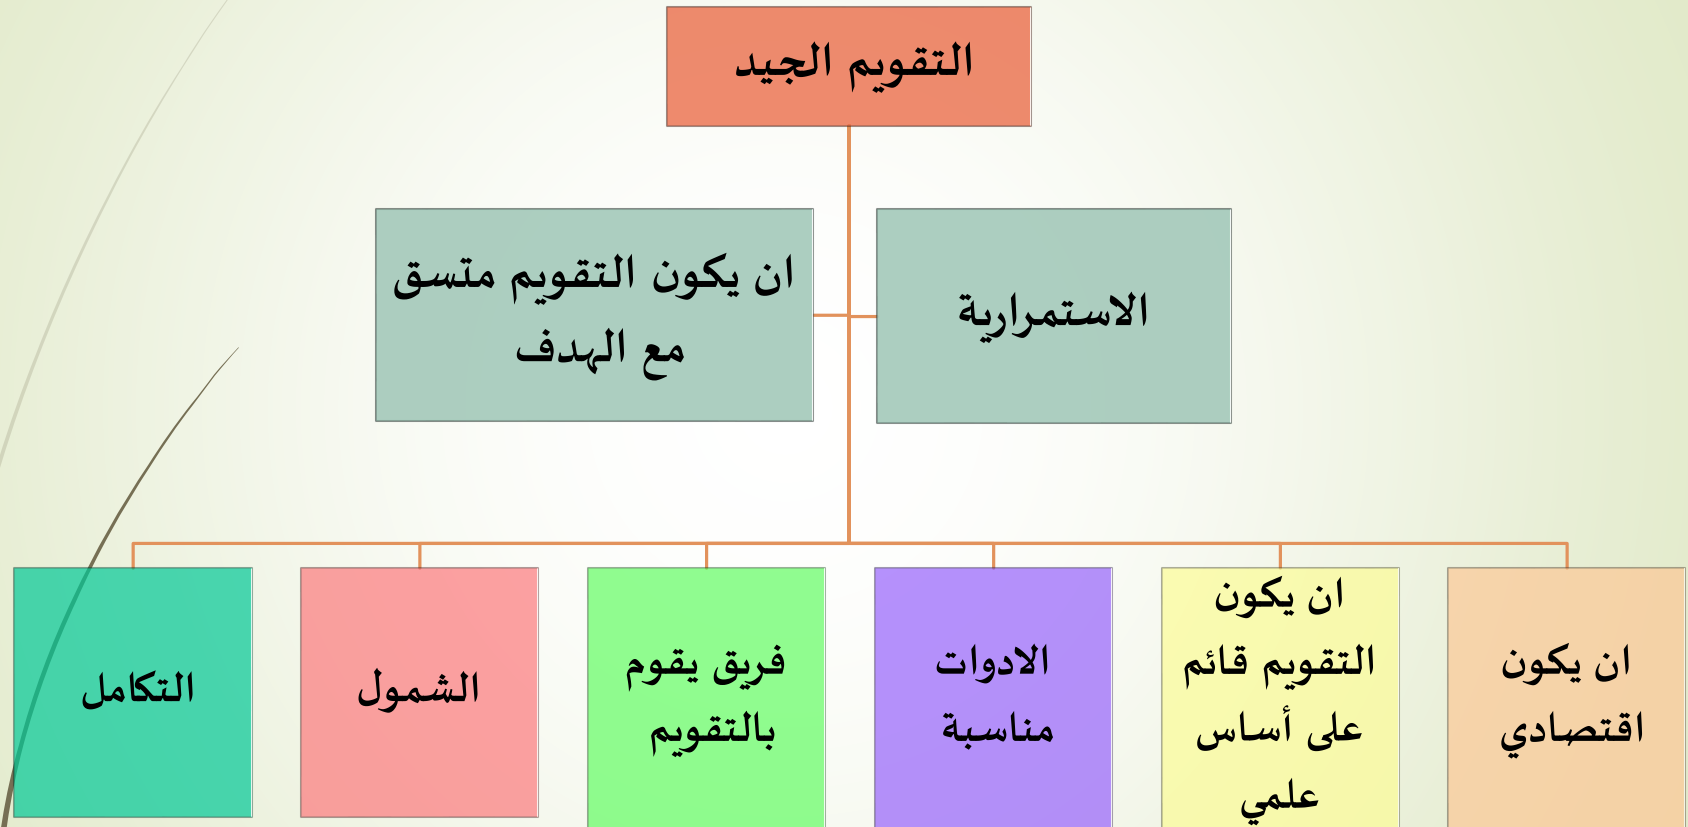 التقويم الجيد
الاستمرارية
ان يكون التقويم متسق
مع الهدف
ان يكون
اقتصادي
ان يكون
التقويم قائم
على أساس
علمي
الادوات
مناسبة
فريق يقوم
بالتقويم
الشمول
التكامل